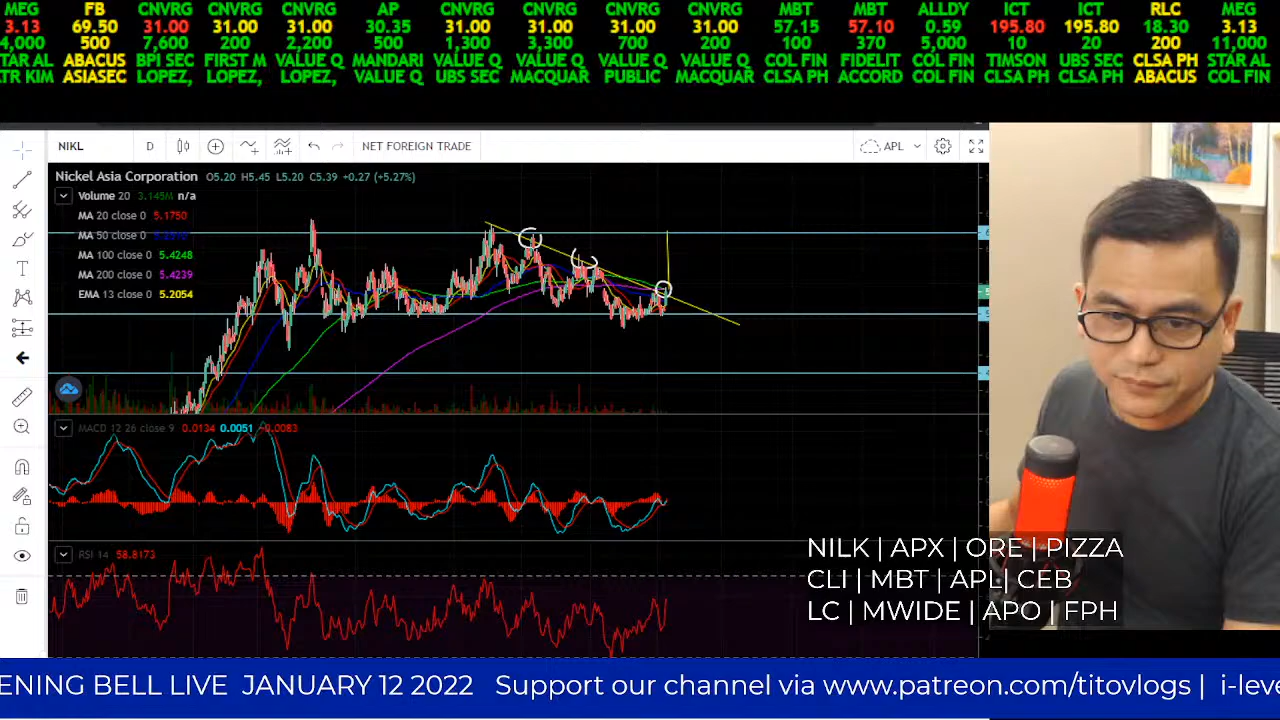 MEG FB CNVRG CNVRG CNVRG AP CNVRG CNVRG CNVRG CNVRG MBT MBT ALLDY ICT ICT RLC MEG
3.13 69.50 31.00 31.00 31.00 30.35 31.00 31.00 31.00 31.00 57.15 57.10 0.59 195.80 195.80 18.30 3.13
4,000 500 7,600 200 2,200 500 1,300 3,300 700 200 100 370 5,000 10 20 200 11,000
STAR AL ABACUS BPI SEC FIRST M VALUE Q MANDARI VALUE Q VALUE Q VALUE Q VALUE Q COL FIN FIDELIT COL FIN TIMSON UBS SEC CLSA PH STAR AL
TR KIM ASIASEC LOPEZ, LOPEZ, LOPEZ, VALUE Q UBS SEC MACQUAR PUBLIC MACQUAR CLSA PH ACCORD COL FIN CLSA PH CLSA PH ABACUS COL FIN
NIKL D NET FOREIGN TRADE APL
Nickel Asia Corporation O5.20 H5.45 L5.20 C5.39 +0.27 (+5.27%)
Volume 20 3.145M n/a
MA 20 close 0 5.1750
MA 50 close 0
MA 100 close 0 5.4248
MA 200 close 0 5.4239
EMA 13 close 0 5.2054
MACD 12 26 close 9 0.0134 0.0051 -0.0083
RSI 14 58.8173
NILK | APX | ORE | PIZZA
CLI | MBT | APL | CEB
LC | MWIDE | APO | FPH
ENING BELL LIVE JANUARY 12 2022 Support our channel via www.patreon.com/titovlogs | i-leve